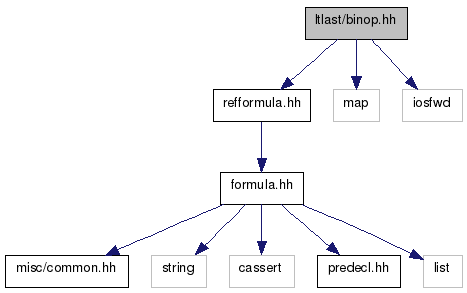 ltlast/binop.hh
refformula.hh
map
iosfwd
formula.hh
misc/common.hh
string
cassert
predecl.hh
list